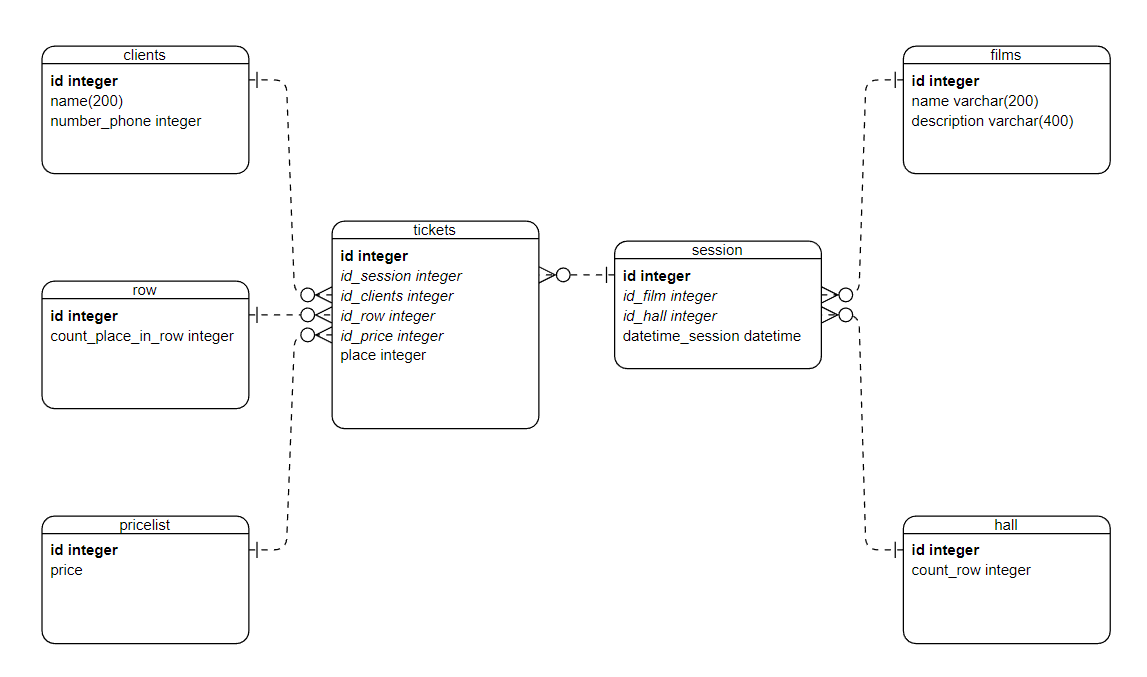 clients
id integer
name(200)
number_phone integer
row
id integer
count_place_in_row integer
pricelist
id integer
price
tickets
id integer
id_session integer
id_clients integer
id_row integer
id_price integer
place integer
session
id integer
id_film integer
id_hall integer
datetime_session datetime
films
id integer
name varchar(200)
description varchar(400)
hall
id integer
count_row integer